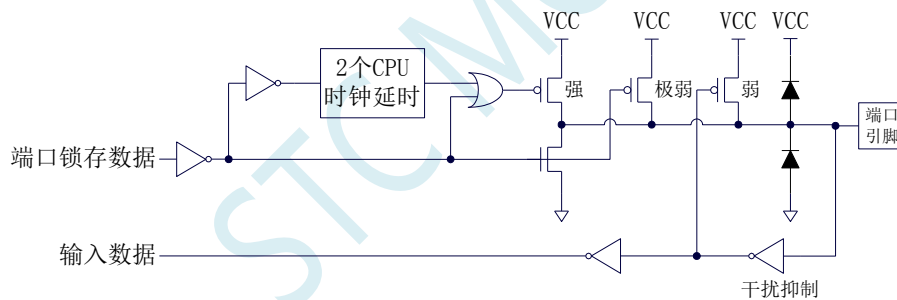 VCC VCC VCC VCC
2个CPU
时钟延时
强 极弱 弱
端口
引脚
端口锁存数据
输入数据
干扰抑制
STC MC